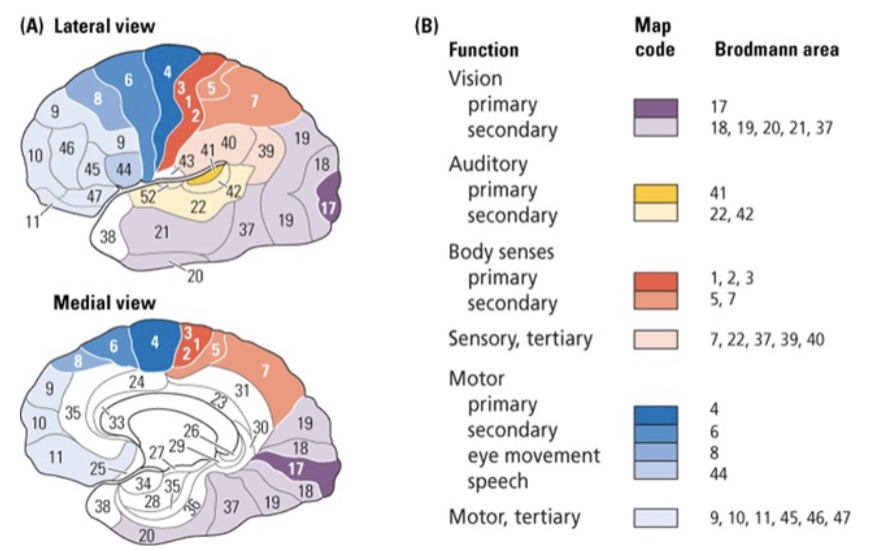 (A) Lateral view
4
6
3
5
8
1
7
9
2
9
46
41
40
19
10
43
39
45
44
18
47
52
42
17
11
22
38
21
37
19
20
Medial view
3
4
6
1
5
2
8
7
24
9
31
35
23
33
10
30
19
26
11
29
18
27
25
17
34
35
18
28
38
36
37
19
20
(B)
Function
Map
code
Brodmann area
Vision
primary 17
secondary 18, 19, 20, 21, 37
Auditory
primary 41
secondary 22, 42
Body senses
primary 1, 2, 3
secondary 5, 7
Sensory, tertiary 7, 22, 37, 39, 40
Motor
primary 4
secondary 6
eye movement 8
speech 44
Motor, tertiary 9, 10, 11, 45, 46, 47